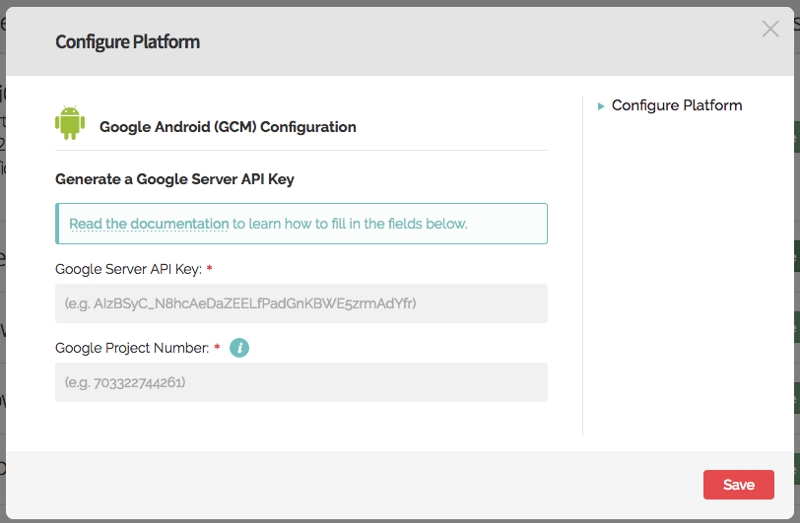 Configure Platform
Google Android (GCM) Configuration
Configure Platform
Generate a Google Server API Key
Read the documentation to learn how to fill in the fields below.
Google Server API Key: *
(e.g. AIzBSyC_N8hcAeDaZEELfPadGnKBWE5zrmAdYfr)
Google Project Number: * i
(e.g. 703322744261)
Save